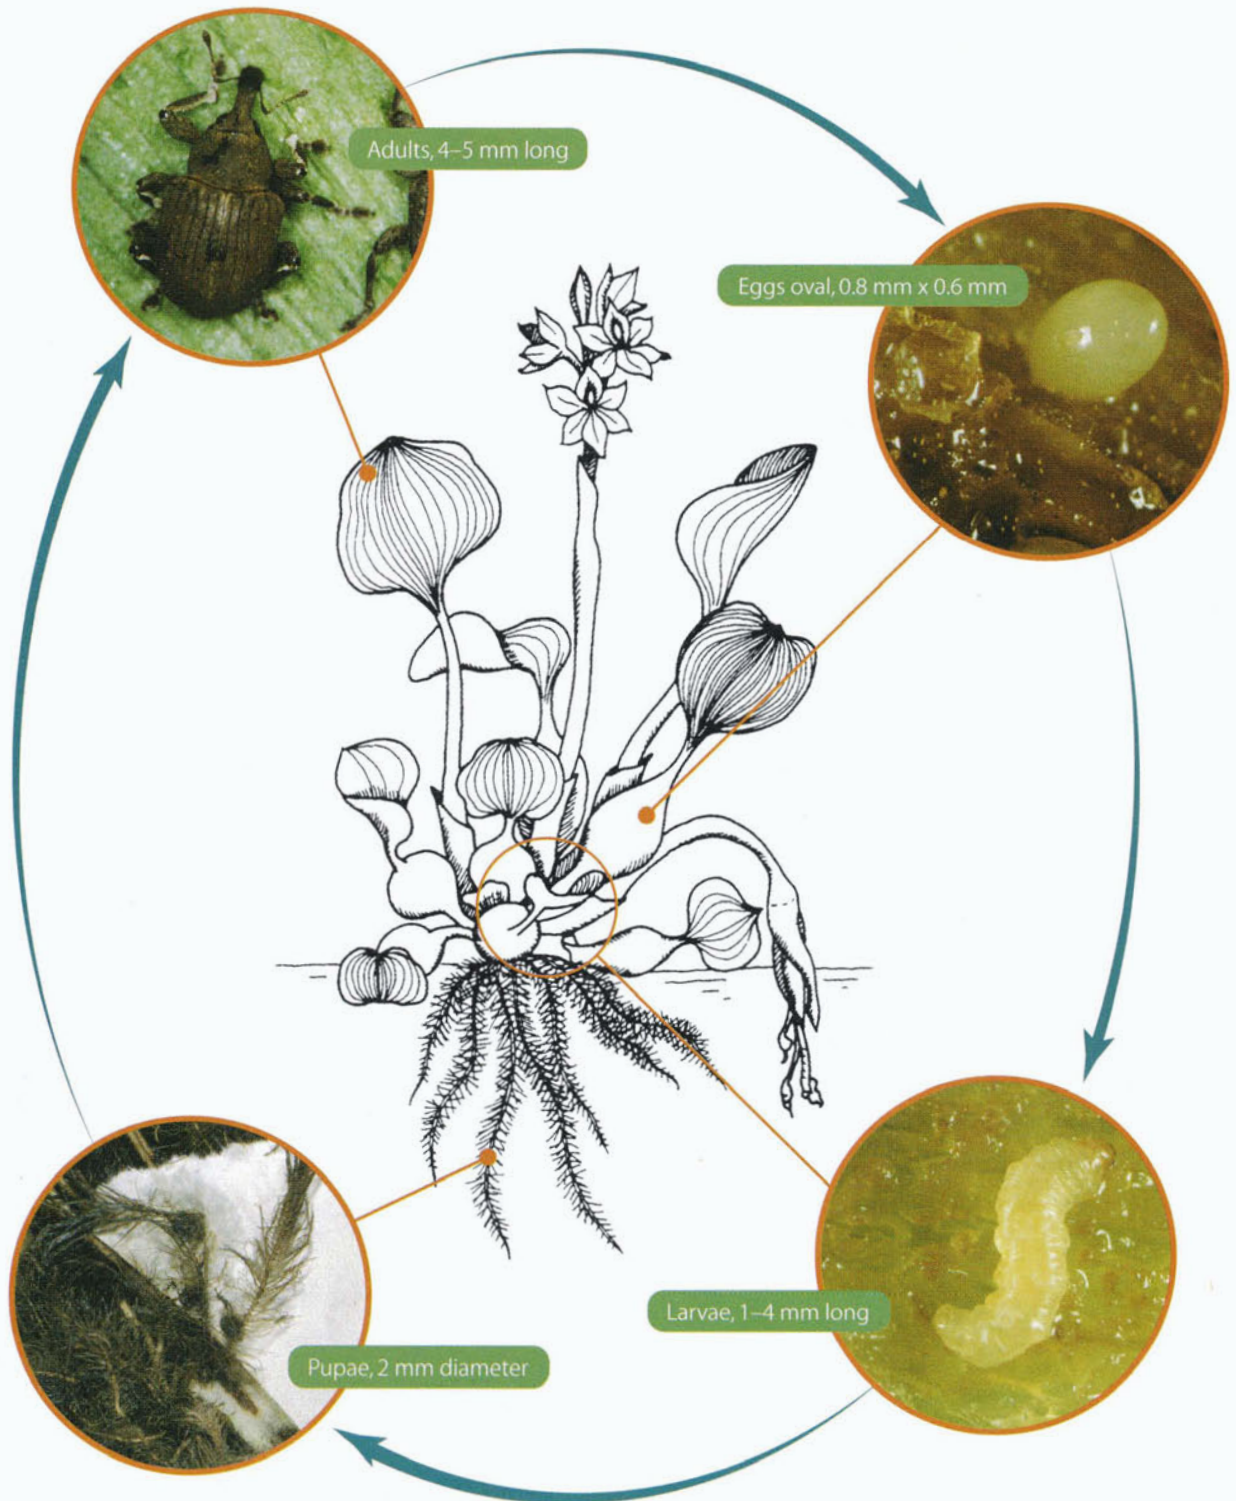 Adults, 4–5 mm long
Eggs oval, 0.8 mm x 0.6 mm
Larvae, 1–4 mm long
Pupae, 2 mm diameter